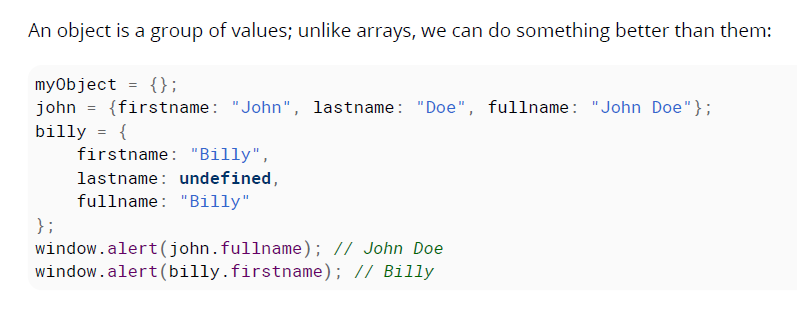 An object is a group of values; unlike arrays, we can do something better than them:
myObject = {};
john = {firstname: "John", lastname: "Doe", fullname: "John Doe"};
billy = {
    firstname: "Billy",
    lastname: undefined,
    fullname: "Billy"
};
window.alert(john.fullname); // John Doe
window.alert(billy.firstname); // Billy